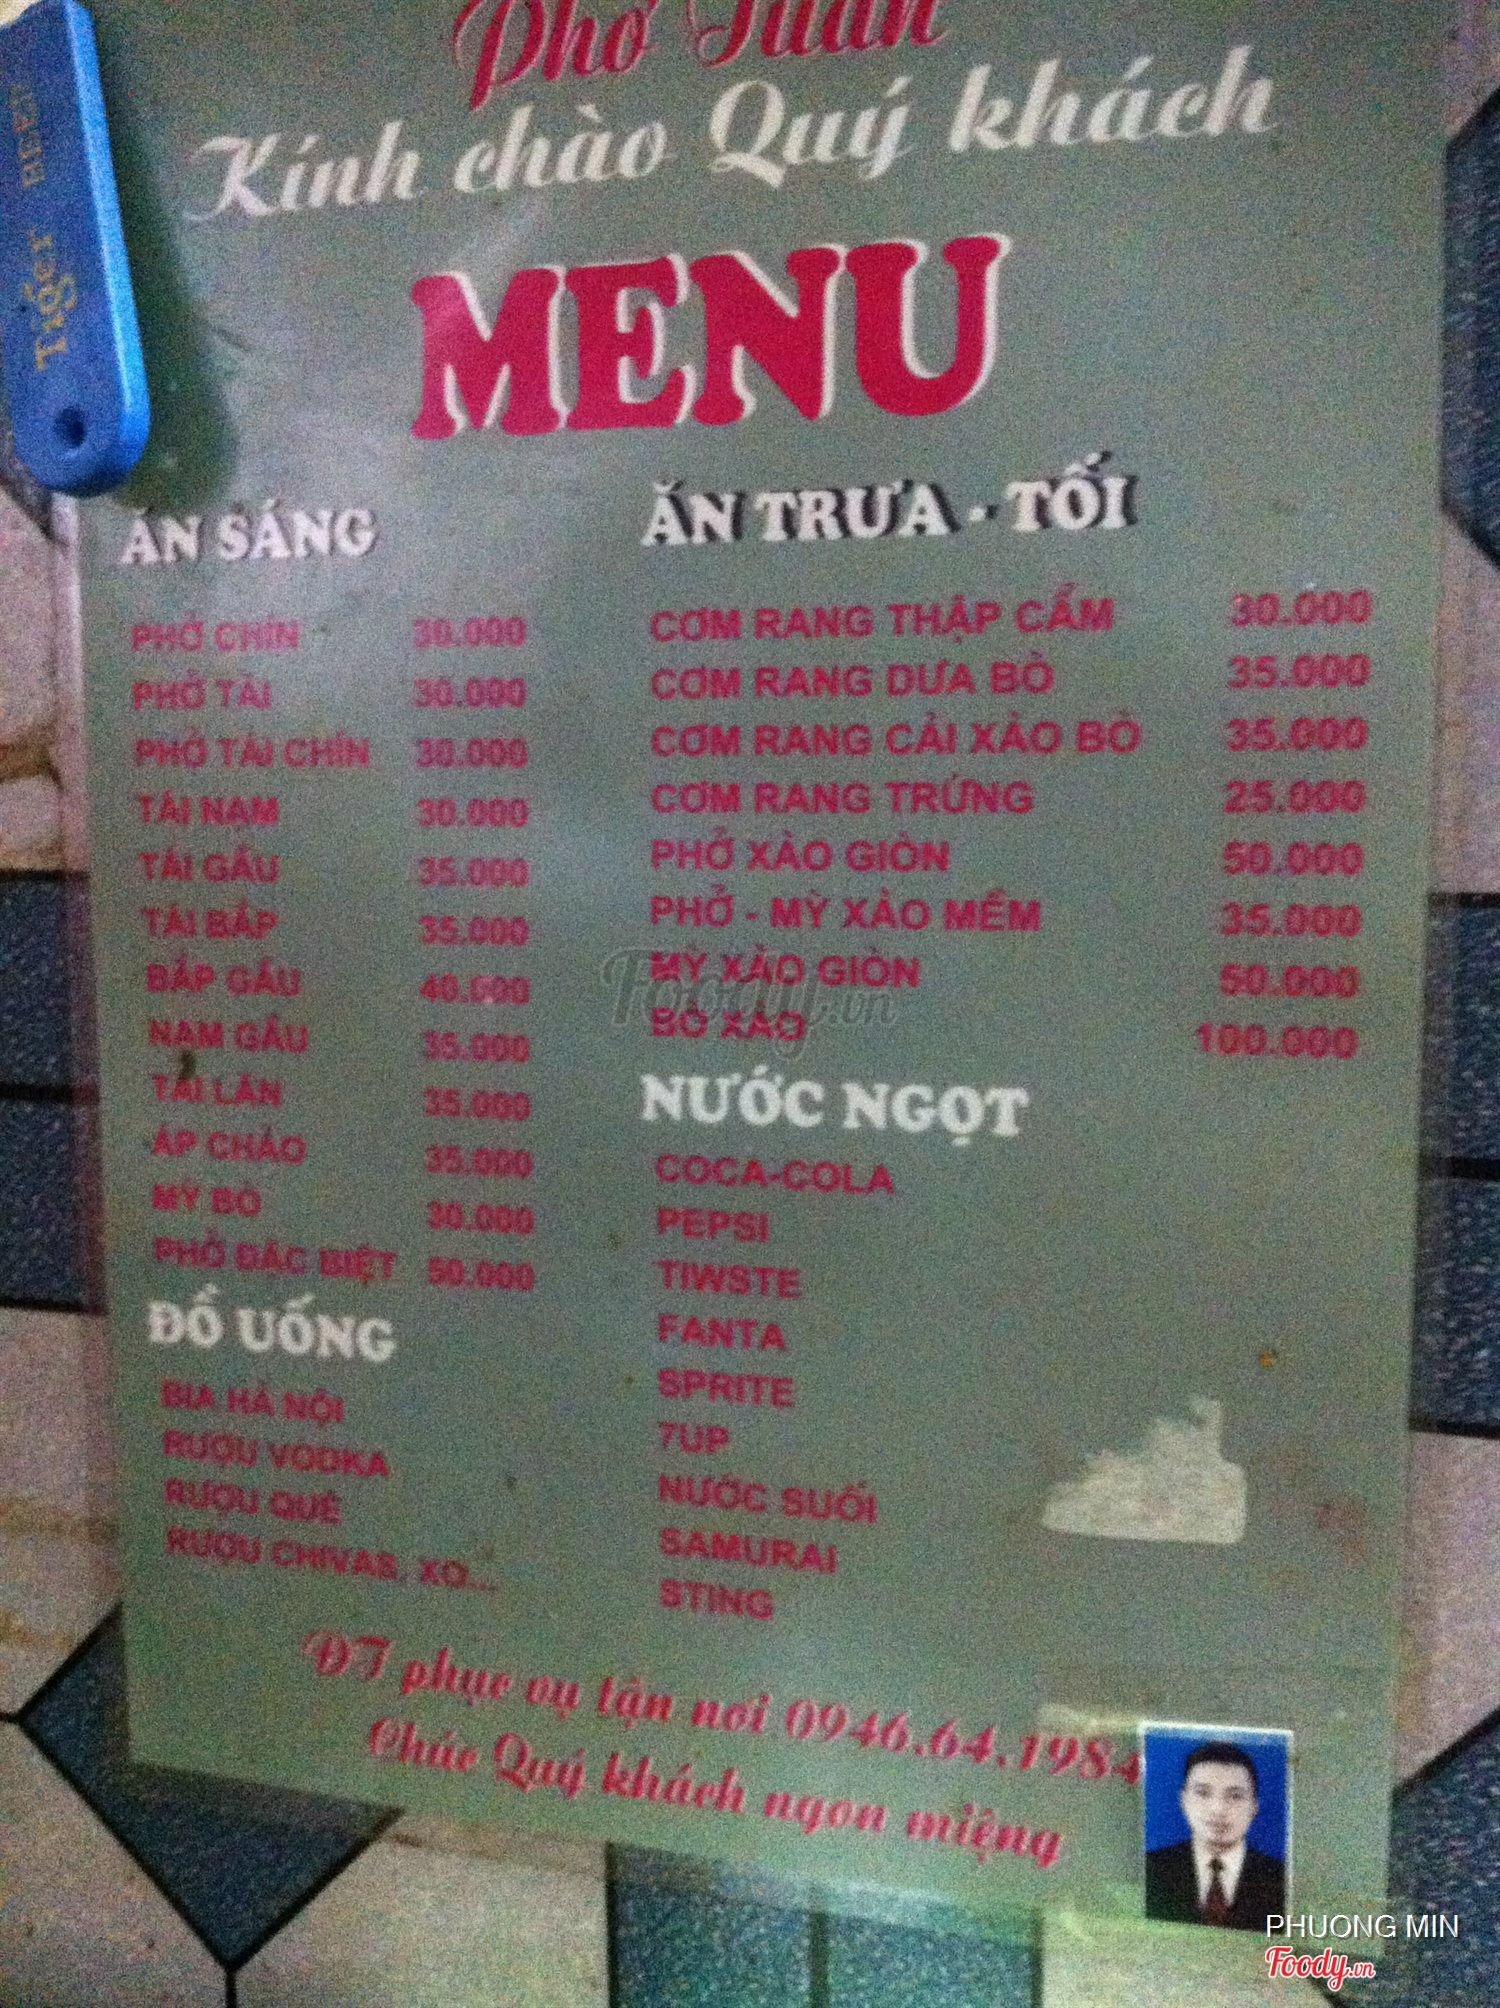 Phở Tuấn
Kính chào Quý khách
MENU
ĂN SÁNG
PHỞ CHÍN 30.000
PHỞ TÁI 30.000
PHỞ TÁI CHÍN 30.000
TÁI NẠM 30.000
TÁI GẦU 35.000
TÁI BẮP 35.000
BẮP GẦU 40.000
NẠM GẦU 35.000
TÁI LĂN 35.000
ÁP CHẢO 35.000
MỲ BÒ 30.000
PHỞ ĐẶC BIỆT 50.000
ĐỒ UỐNG
BIA HÀ NỘI
RƯỢU VODKA
RƯỢU QUÊ
RƯỢU CHIVAS, XO...
ĂN TRƯA - TỐI
CƠM RANG THẬP CẨM 30.000
CƠM RANG DƯA BÒ 35.000
CƠM RANG CẢI XÀO BÒ 35.000
CƠM RANG TRỨNG 25.000
PHỞ XÀO GIÒN 50.000
PHỞ - MỲ XÀO MỀM 35.000
MỲ XÀO GIÒN 50.000
BÒ XÀO 100.000
NƯỚC NGỌT
COCA-COLA
PEPSI
TIWSTE
FANTA
SPRITE
7UP
NƯỚC SUỐI
SAMURAI
STING
ĐT phục vụ tận nơi 0946.64.1984
Chúc Quý khách ngon miệng
Tiger BEER
Foody.vn
PHUONG MIN
Foody.vn